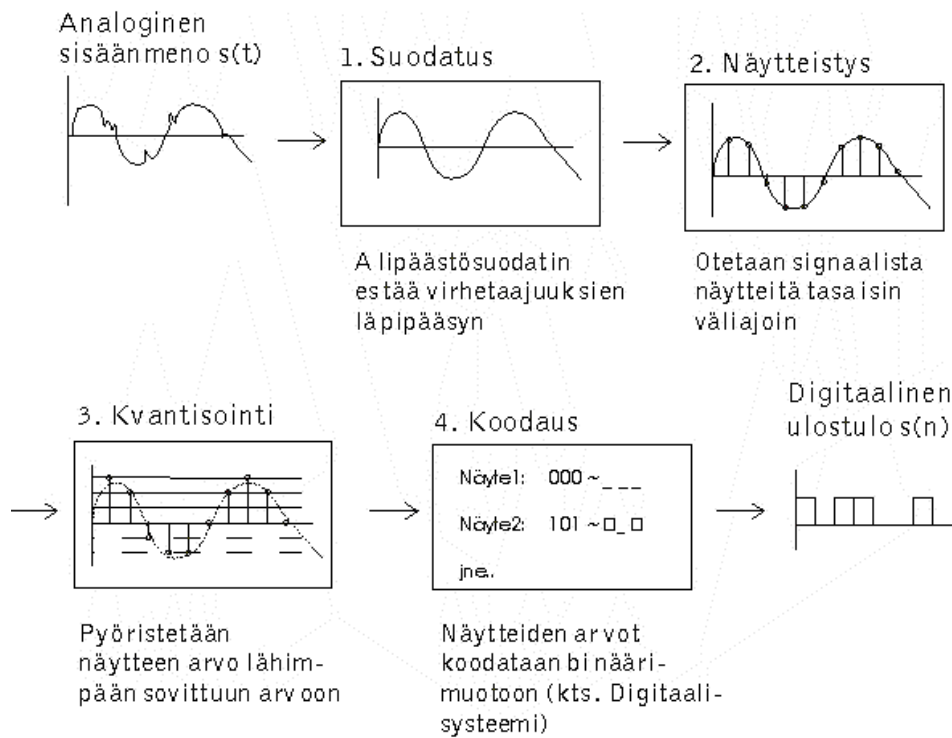 Analoginen
sisäänmeno s(t)
1. Suodatus
2. Näytteistys
Alipäästösuodatin
estää virhetaajuuksien
läpipääsyn
Otetaan signaalista
näytteitä tasaisin
väliajoin
3. Kvantisointi
4. Koodaus
Digitaalinen
ulostulo s(n)
Näyte1: 000 ~_ _ _
Näyte2: 101 ~□_□
jne..
Pyöristetään
näytteen arvo lähim-
pään sovittuun arvoon
Näytteiden arvot
koodataan binääri-
muotoon (kts. Digitaali-
systeemi)